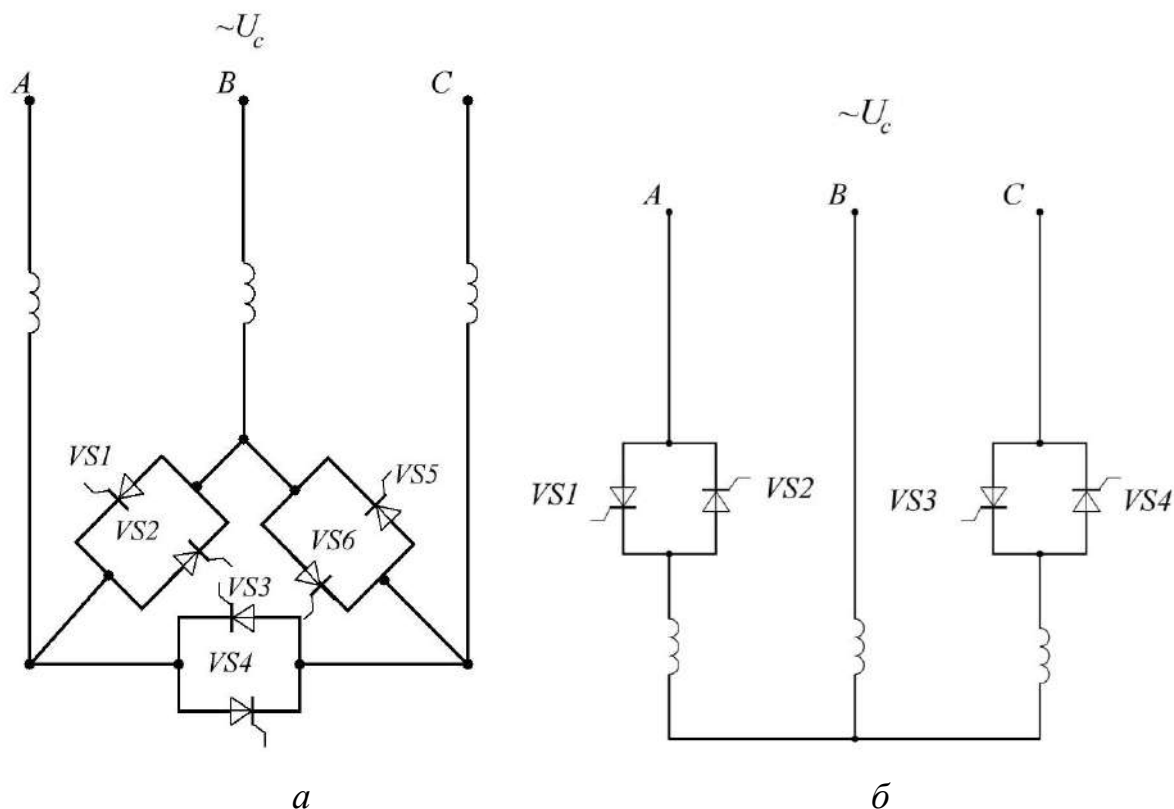 ~U_c
A B C
VS1
VS2
VS5
VS6
VS3
VS4
а
~U_c
A B C
VS1 VS2 VS3 VS4
б